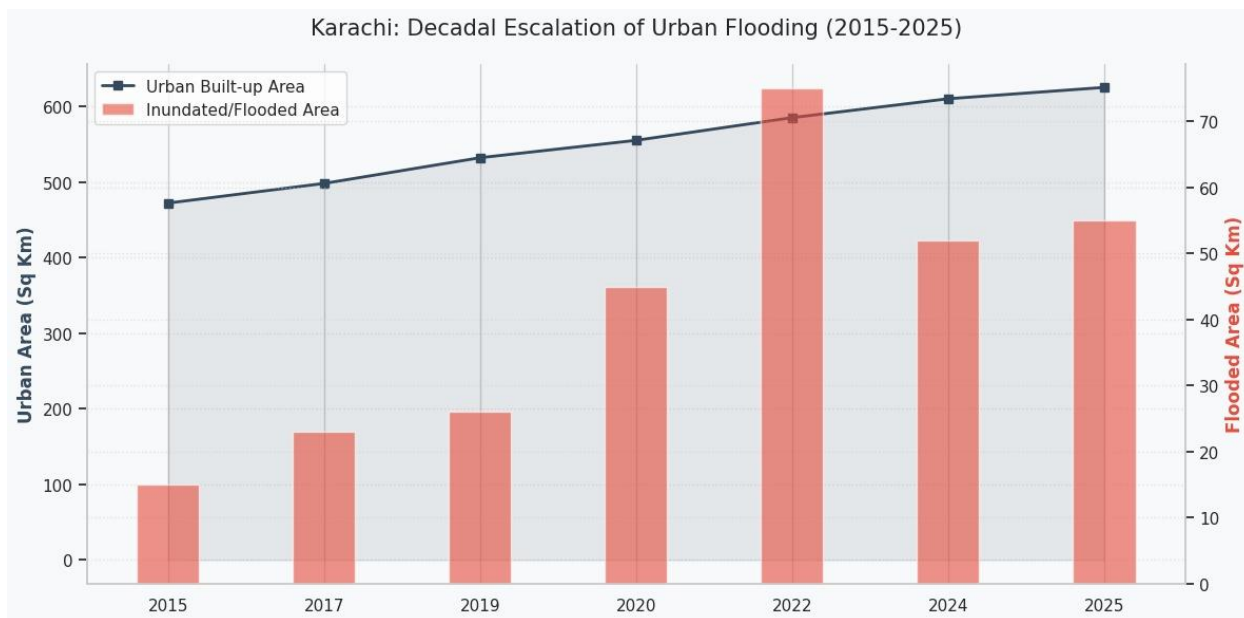 Karachi: Decadal Escalation of Urban Flooding (2015-2025)
Urban Built-up Area
Inundated/Flooded Area
Urban Area (Sq Km)
600
500
400
300
200
100
0
70
60
50
40
30
20
10
0
Flooded Area (Sq Km)
2015 2017 2019 2020 2022 2024 2025